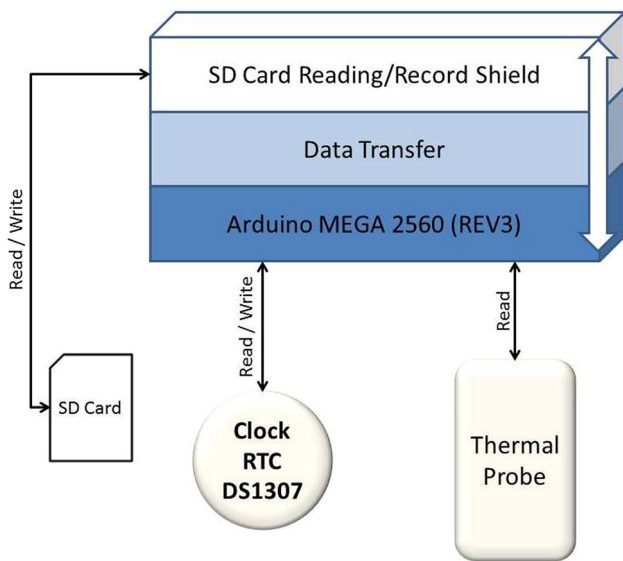 SD Card Reading/Record Shield
Data Transfer
Arduino MEGA 2560 (REV3)
Read / Write
Read / Write
Read
SD Card
Clock
RTC
DS1307
Thermal
Probe